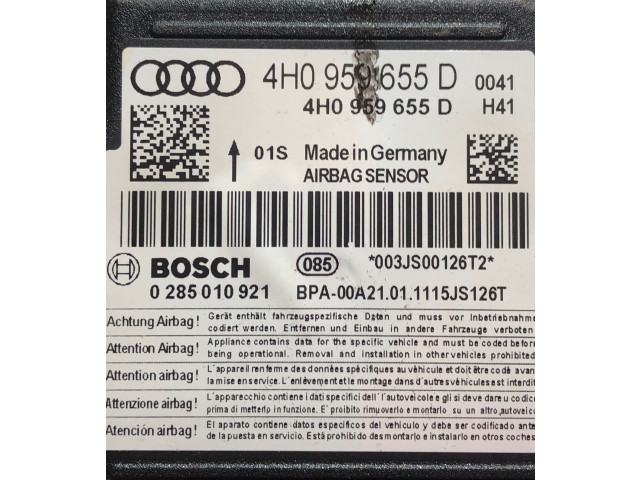 4H0 959 655 D 0041
4H0 959 655 D H41
01S Made in Germany
AIRBAG SENSOR
BOSCH 085 *003JS00126T2*
0 285 010 921 BPA-00A21.01.1115JS126T
Achtung Airbag! Gerät enthält fahrzeugspezifische Daten und muss vor Inbetriebnahme
codiert werden. Entfernen und Einbau in andere Fahrzeuge verboten
Attention Airbag! Appliance contains data for the specific vehicle and must be coded before
being operational. Removal and installation in other vehicles prohibited
Attention airbag! L'appareil renferme des données spécifiques au véhicule et doit être codé avan
la mise en service. L'enlèvement et le montage dans d'autres véhicules est interdit
Attenzione airbag! L'apparecchio contiene i dati specifici dell'autoveicolo e gli si deve dare u codic
prima di metterlo in funzione. E' proibito rimuoverlo e montarlo su un altro, autoveic
Atención airbag! El aparato contiene datos específicos del vehículo y debe ser codificado ant
de la puesta en servicio. Está prohibido desmontarlo e instalarlo en otros coches